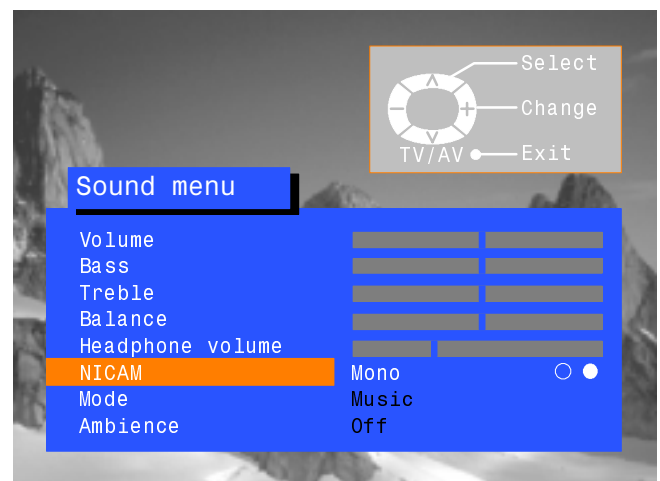 Select
Change
TV/AV Exit
Sound menu
Volume
Bass
Treble
Balance
Headphone volume
NICAM Mono
Mode Music
Ambience Off